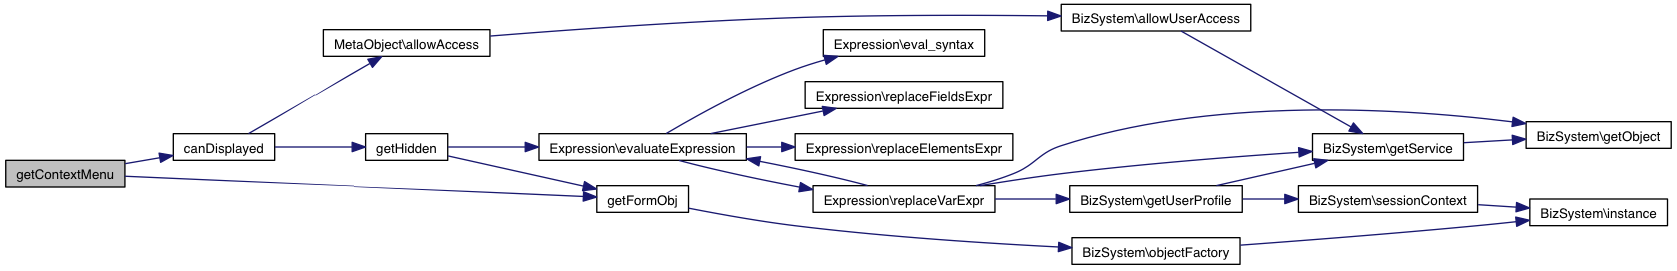 getContextMenu
canDisplayed
MetaObject\allowAccess
getHidden
Expression\evaluateExpression
getFormObj
Expression\eval_syntax
Expression\replaceFieldsExpr
Expression\replaceElementsExpr
Expression\replaceVarExpr
BizSystem\allowUserAccess
BizSystem\getUserProfile
BizSystem\objectFactory
BizSystem\getService
BizSystem\sessionContext
BizSystem\getObject
BizSystem\instance